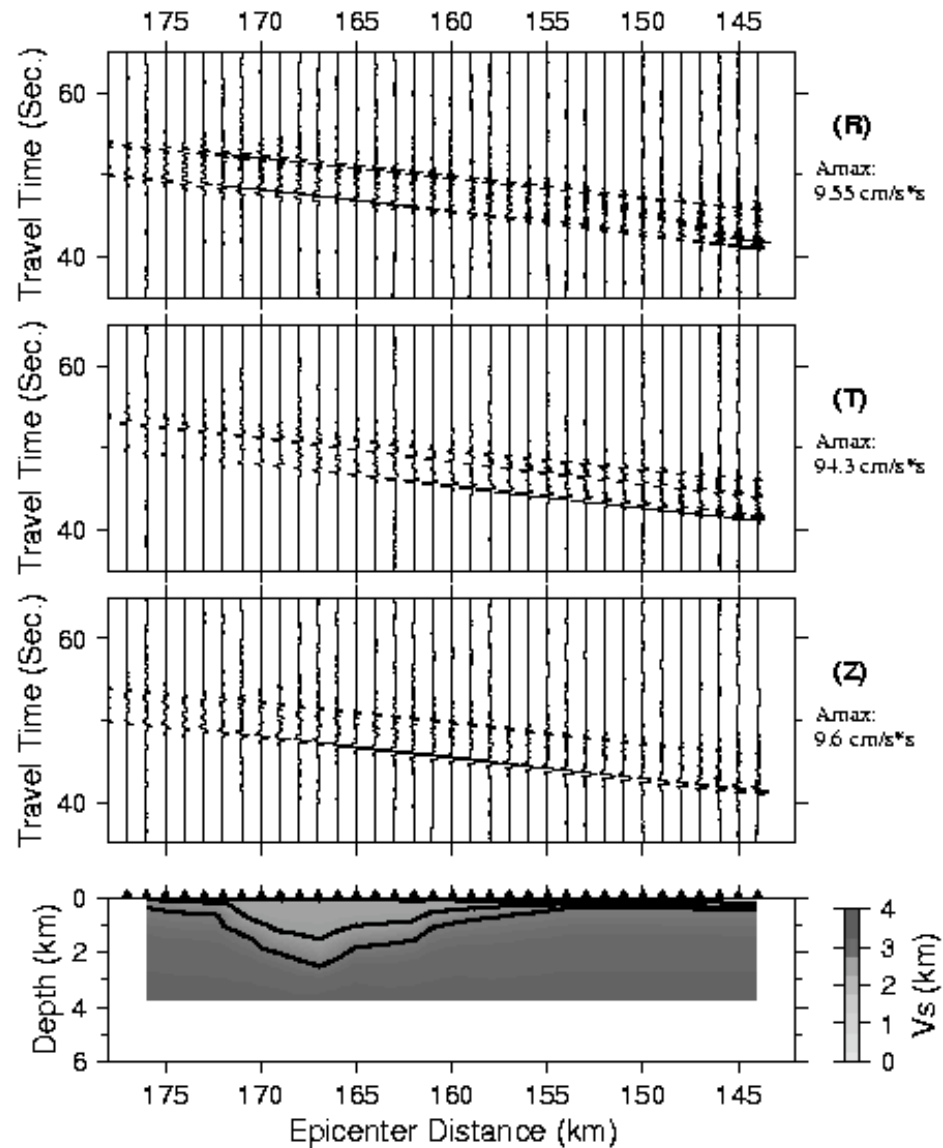 175 170 165 160 155 150 145
Travel Time (Sec.)
60
40
(R)
Amax:
9.55 cm/s*s
Travel Time (Sec.)
60
40
(T)
Amax:
94.3 cm/s*s
Travel Time (Sec.)
60
40
(Z)
Amax:
9.6 cm/s*s
Depth (km)
0
2
4
6
4
3
2
1
0
Vs (km)
175 170 165 160 155 150 145
Epicenter Distance (km)